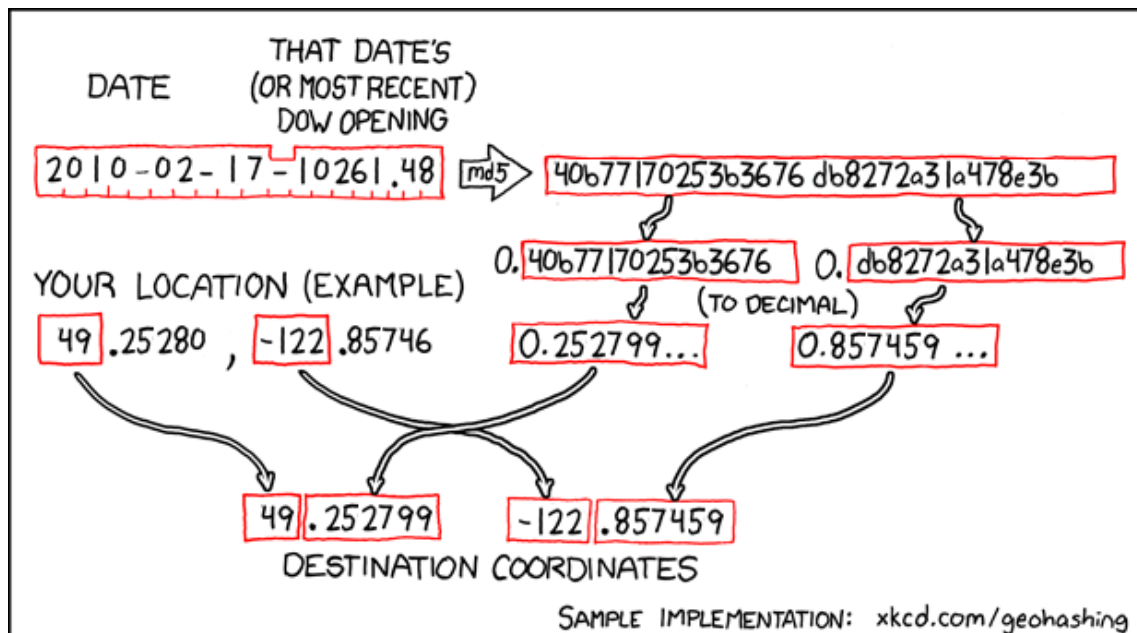 DATE
THAT DATE'S
(OR MOST RECENT)
DOW OPENING
2010-02-17-10261.48
md5
40b77170253b3676db8272a31a478e3b
0.40b77170253b3676
0.db8272a31a478e3b
YOUR LOCATION (EXAMPLE)
(TO DECIMAL)
49.25280, -122.85746
0.252799...
0.857459...
49.252799
-122.857459
DESTINATION COORDINATES
SAMPLE IMPLEMENTATION: xkcd.com/geohashing